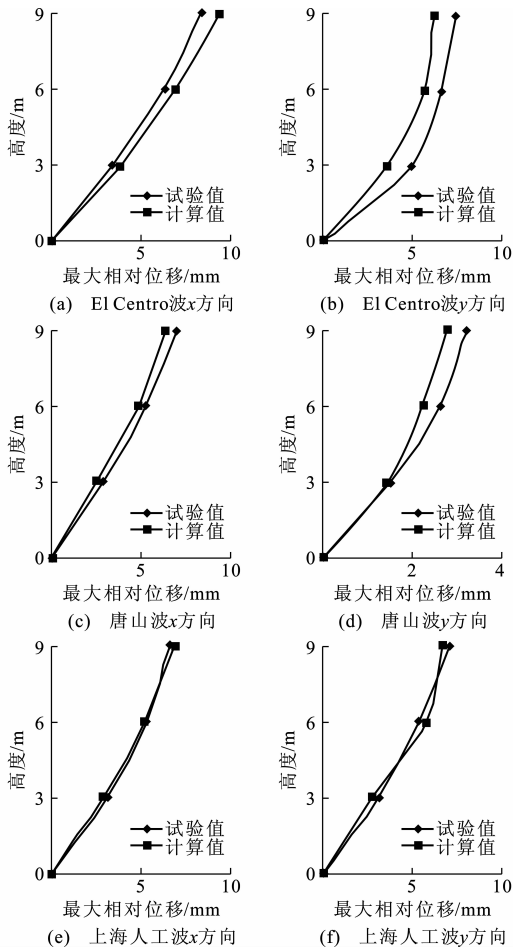 9
6
3
0
高度/m
试验值
计算值
5
10
最大相对位移/mm
(a) El Centro波x方向
9
6
3
0
高度/m
试验值
计算值
5
10
最大相对位移/mm
(b) El Centro波y方向
9
6
3
0
高度/m
试验值
计算值
5
10
最大相对位移/mm
(c) 唐山波x方向
9
6
3
0
高度/m
试验值
计算值
2
4
最大相对位移/mm
(d) 唐山波y方向
9
6
3
0
高度/m
试验值
计算值
5
10
最大相对位移/mm
(e) 上海人工波x方向
9
6
3
0
高度/m
试验值
计算值
5
10
最大相对位移/mm
(f) 上海人工波y方向